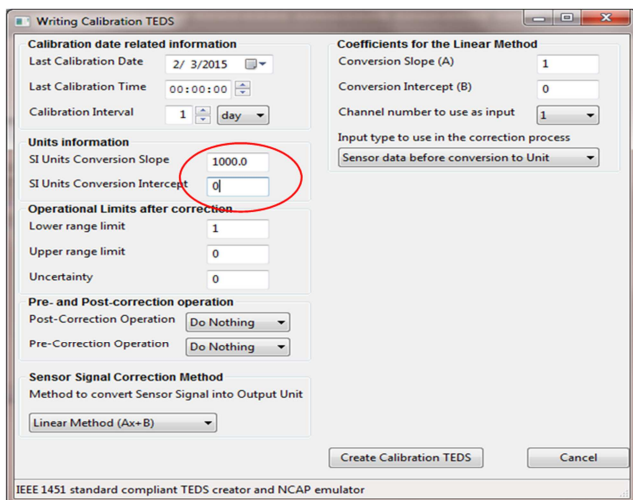 Writing Calibration TEDS
Calibration date related information
Last Calibration Date 2/ 3/2015
Last Calibration Time 00:00:00
Calibration Interval 1 day
Units information
SI Units Conversion Slope 1000.0
SI Units Conversion Intercept 0
Operational Limits after correction
Lower range limit 1
Upper range limit 0
Uncertainty 0
Pre- and Post-correction operation
Post-Correction Operation Do Nothing
Pre-Correction Operation Do Nothing
Sensor Signal Correction Method
Method to convert Sensor Signal into Output Unit
Linear Method (Ax+B)
Coefficients for the Linear Method
Conversion Slope (A) 1
Conversion Intercept (B) 0
Channel number to use as input 1
Input type to use in the correction process
Sensor data before conversion to Unit
Create Calibration TEDS Cancel
IEEE 1451 standard compliant TEDS creator and NCAP emulator